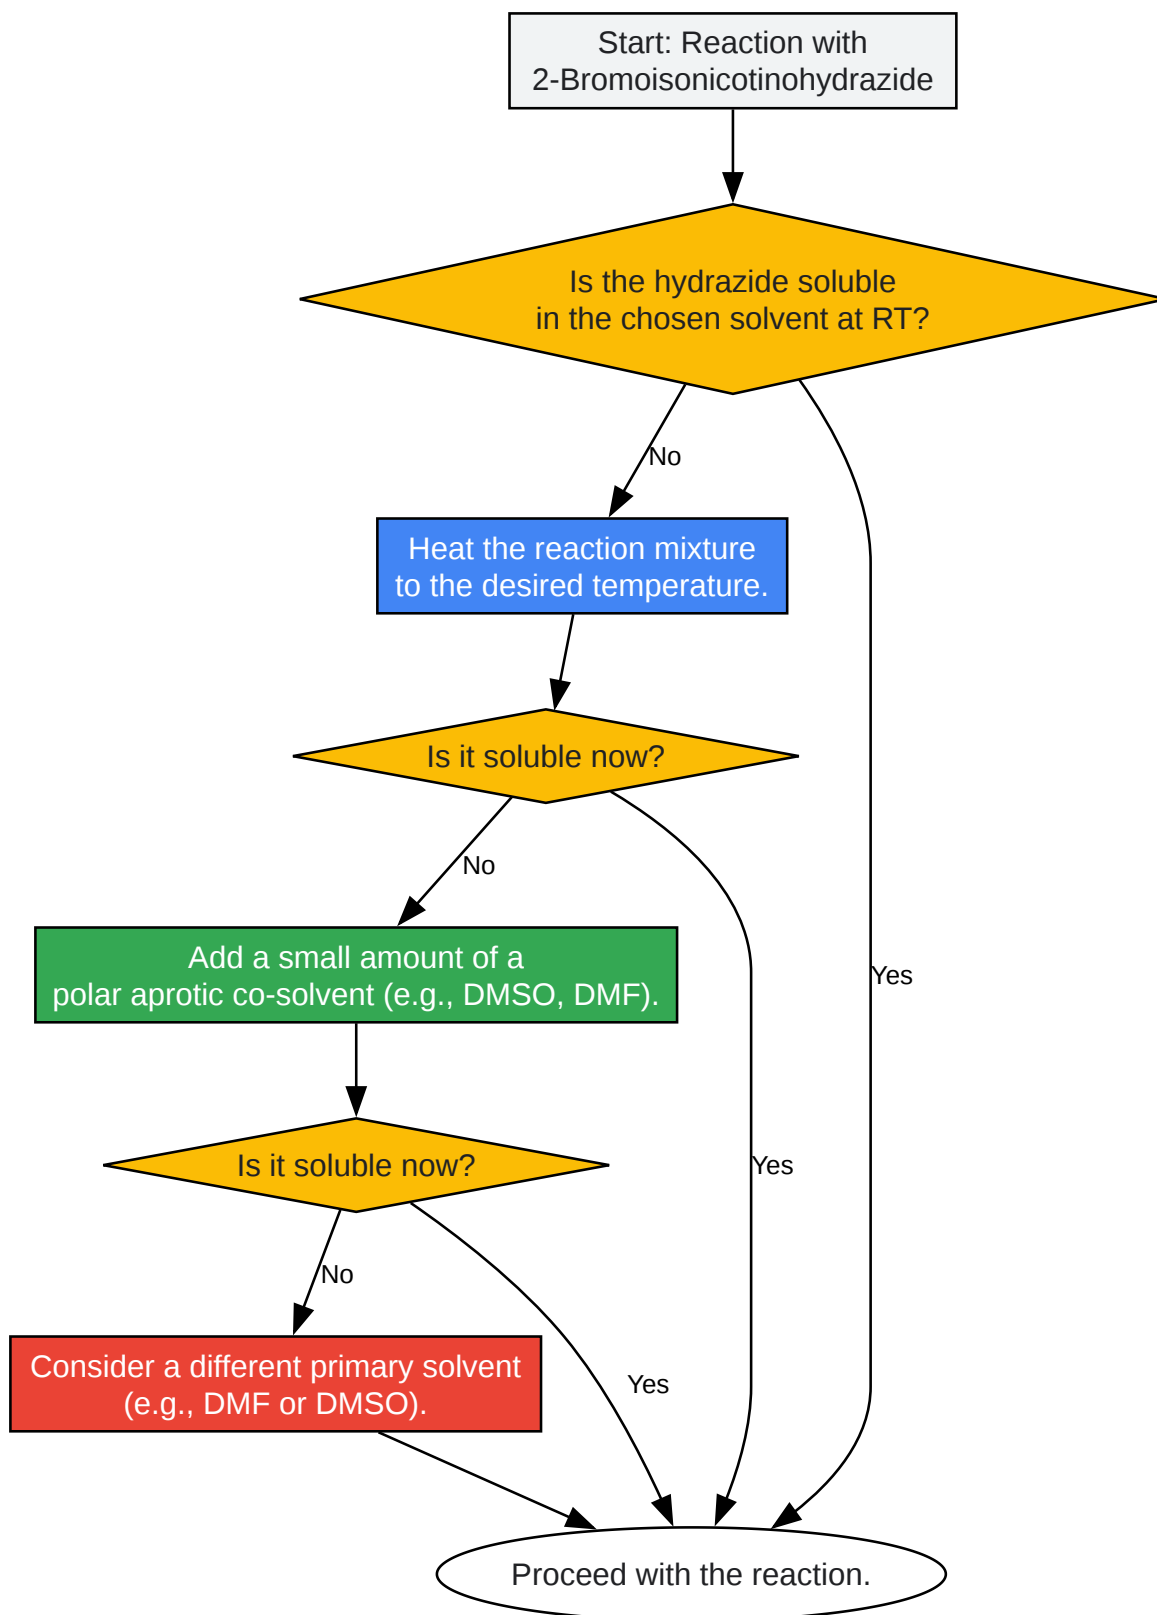 Start: Reaction with
2-Bromoisonicotinohydrazide
Is the hydrazide soluble
in the chosen solvent at RT?
No
Heat the reaction mixture
to the desired temperature.
Is it soluble now?
No
Add a small amount of a
polar aprotic co-solvent (e.g., DMSO, DMF).
Yes
Is it soluble now?
Yes
No
Consider a different primary solvent
(e.g., DMF or DMSO).
Yes
Proceed with the reaction.